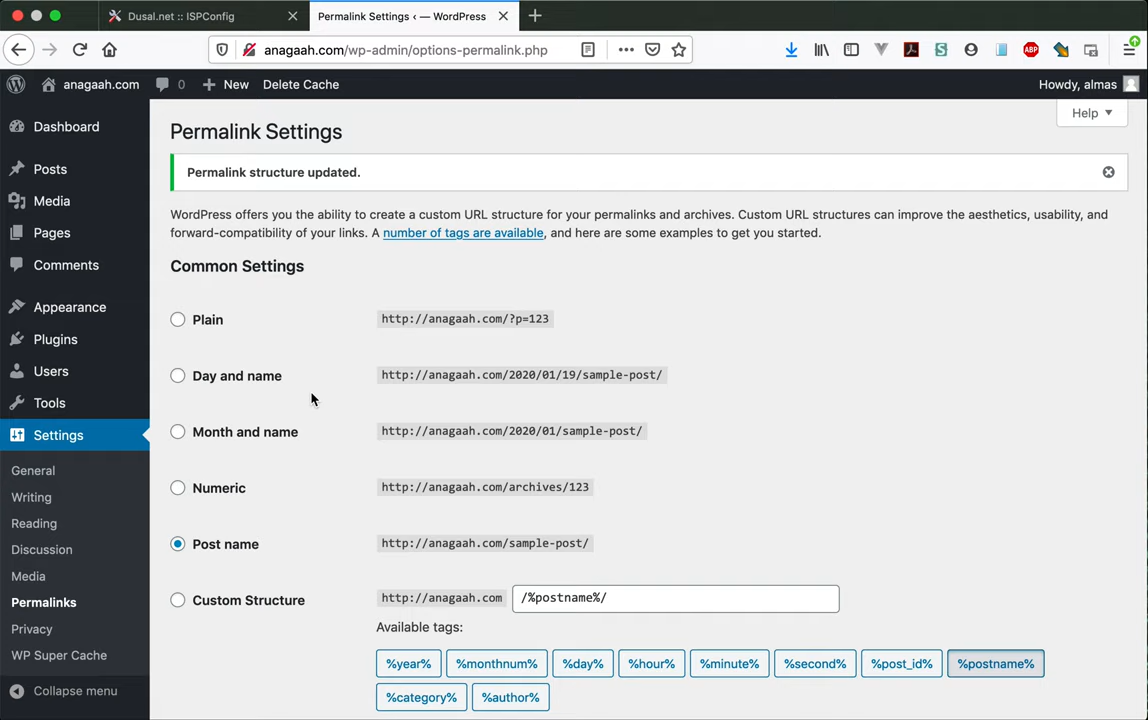 Dusal.net :: ISPConfig
Permalink Settings ‹ — WordPress
anagaah.com/wp-admin/options-permalink.php
ABP
anagaah.com
0
New
Delete Cache
Howdy, almas
Help
Dashboard
Posts
Media
Pages
Comments
Appearance
Plugins
Users
Tools
Settings
General
Writing
Reading
Discussion
Media
Permalinks
Privacy
WP Super Cache
Collapse menu
Permalink Settings
Permalink structure updated.
WordPress offers you the ability to create a custom URL structure for your permalinks and archives. Custom URL structures can improve the aesthetics, usability, and
forward-compatibility of your links. A number of tags are available, and here are some examples to get you started.
Common Settings
Plain http://anagaah.com/?p=123
Day and name http://anagaah.com/2020/01/19/sample-post/
Month and name http://anagaah.com/2020/01/sample-post/
Numeric http://anagaah.com/archives/123
Post name http://anagaah.com/sample-post/
Custom Structure http://anagaah.com /%postname%/
Available tags:
%year% %monthnum% %day% %hour% %minute% %second% %post_id% %postname%
%category% %author%